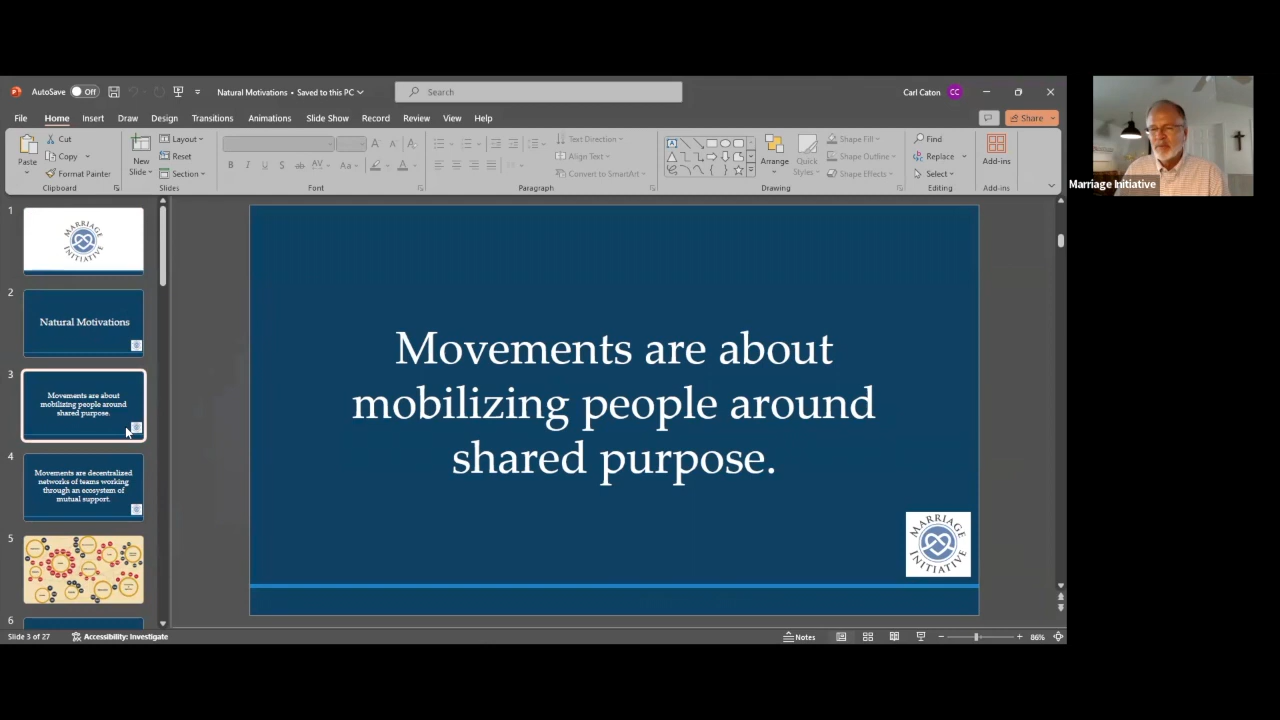 AutoSave Off Natural Motivations • Saved to this PC Search Carl Caton CC
File Home Insert Draw Design Transitions Animations Slide Show Record Review View Help Share
Paste Cut Copy Format Painter Clipboard
New Slide Layout Reset Section Slides
B I U S ab AV Aa A A Font
Text Direction Align Text Convert to SmartArt Paragraph
Arrange Quick Styles Shape Fill Shape Outline Shape Effects Drawing
Find Replace Select Editing
Add-ins Add-ins
Marriage Initiative
1
MARRIAGE
INITIATIVE
2
Natural Motivations
3
Movements are about
mobilizing people around
shared purpose.
4
Movements are decentralized
networks of teams working
through an ecosystem of
mutual support.
5
6
Movements are about
mobilizing people around
shared purpose.
MARRIAGE
INITIATIVE
Slide 3 of 27 Accessibility: Investigate Notes 86%